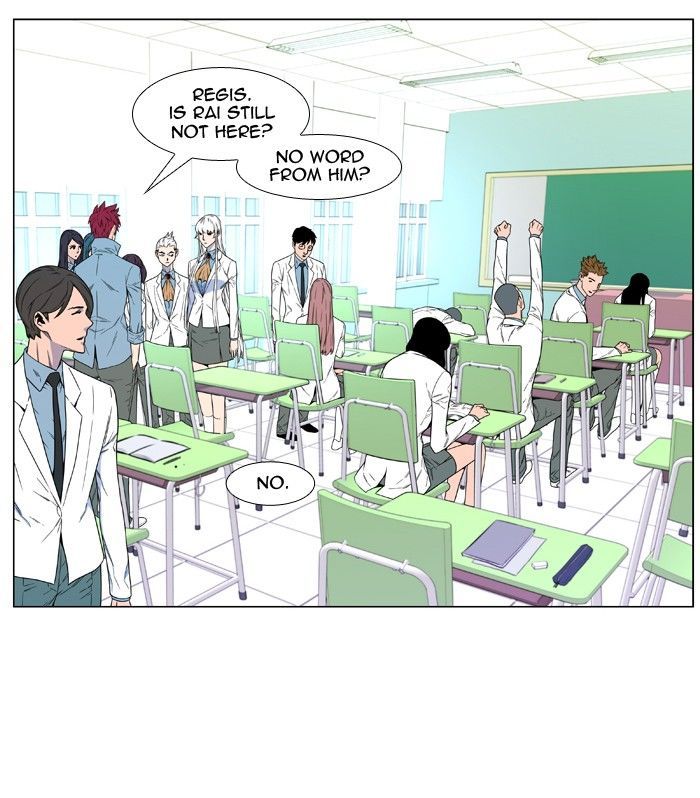 REGIS,
IS RAI STILL
NOT HERE?
NO WORD
FROM HIM?
NO.